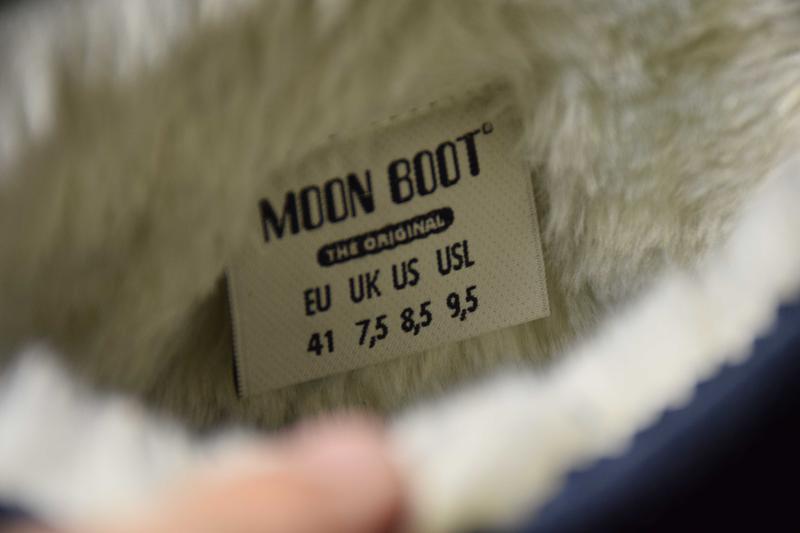 MOON BOOT®
THE ORIGINAL
EU UK US USL
41 7,5 8,5 9,5